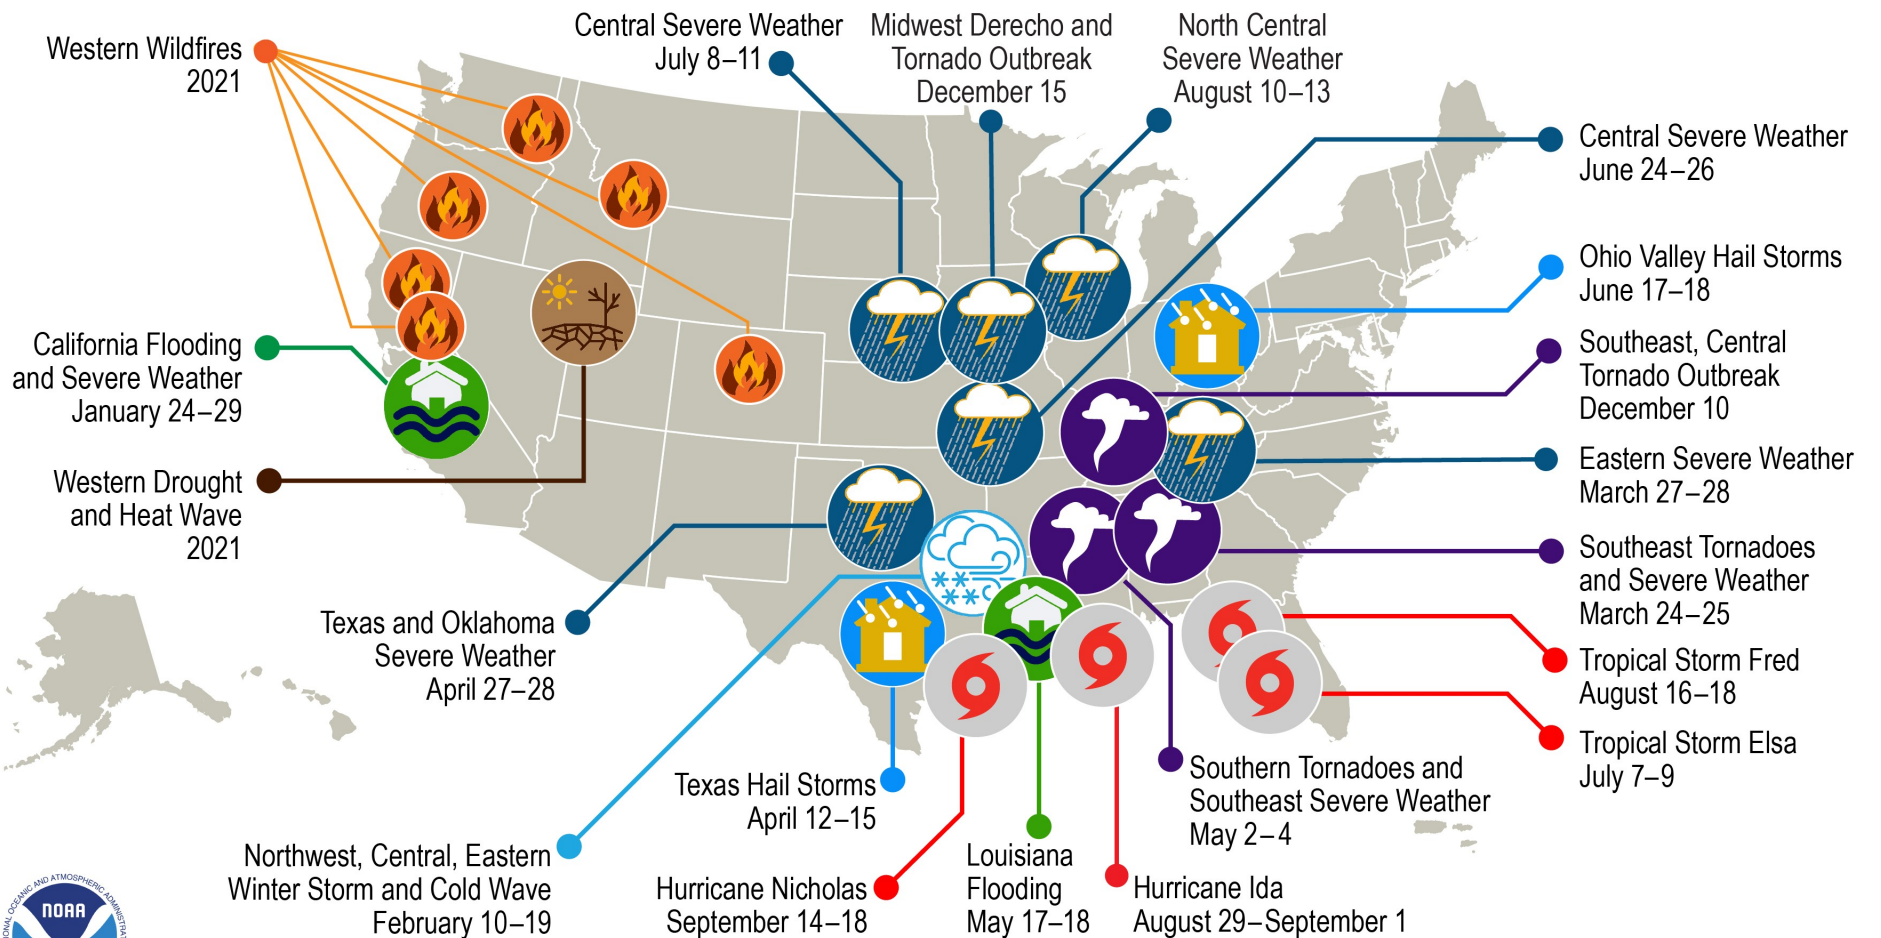 Western Wildfires
2021
Central Severe Weather
July 8–11
Midwest Derecho and
Tornado Outbreak
December 15
North Central
Severe Weather
August 10–13
Central Severe Weather
June 24–26
Ohio Valley Hail Storms
June 17–18
Southeast, Central
Tornado Outbreak
December 10
Eastern Severe Weather
March 27–28
Southeast Tornadoes
and Severe Weather
March 24–25
Tropical Storm Fred
August 16–18
Tropical Storm Elsa
July 7–9
California Flooding
and Severe Weather
January 24–29
Western Drought
and Heat Wave
2021
Texas and Oklahoma
Severe Weather
April 27–28
Texas Hail Storms
April 12–15
Southern Tornadoes and
Southeast Severe Weather
May 2–4
Northwest, Central, Eastern
Winter Storm and Cold Wave
February 10–19
Hurricane Nicholas
September 14–18
Louisiana
Flooding
May 17–18
Hurricane Ida
August 29–September 1
OCEANIC AND ATMOSPHERIC
NOAA